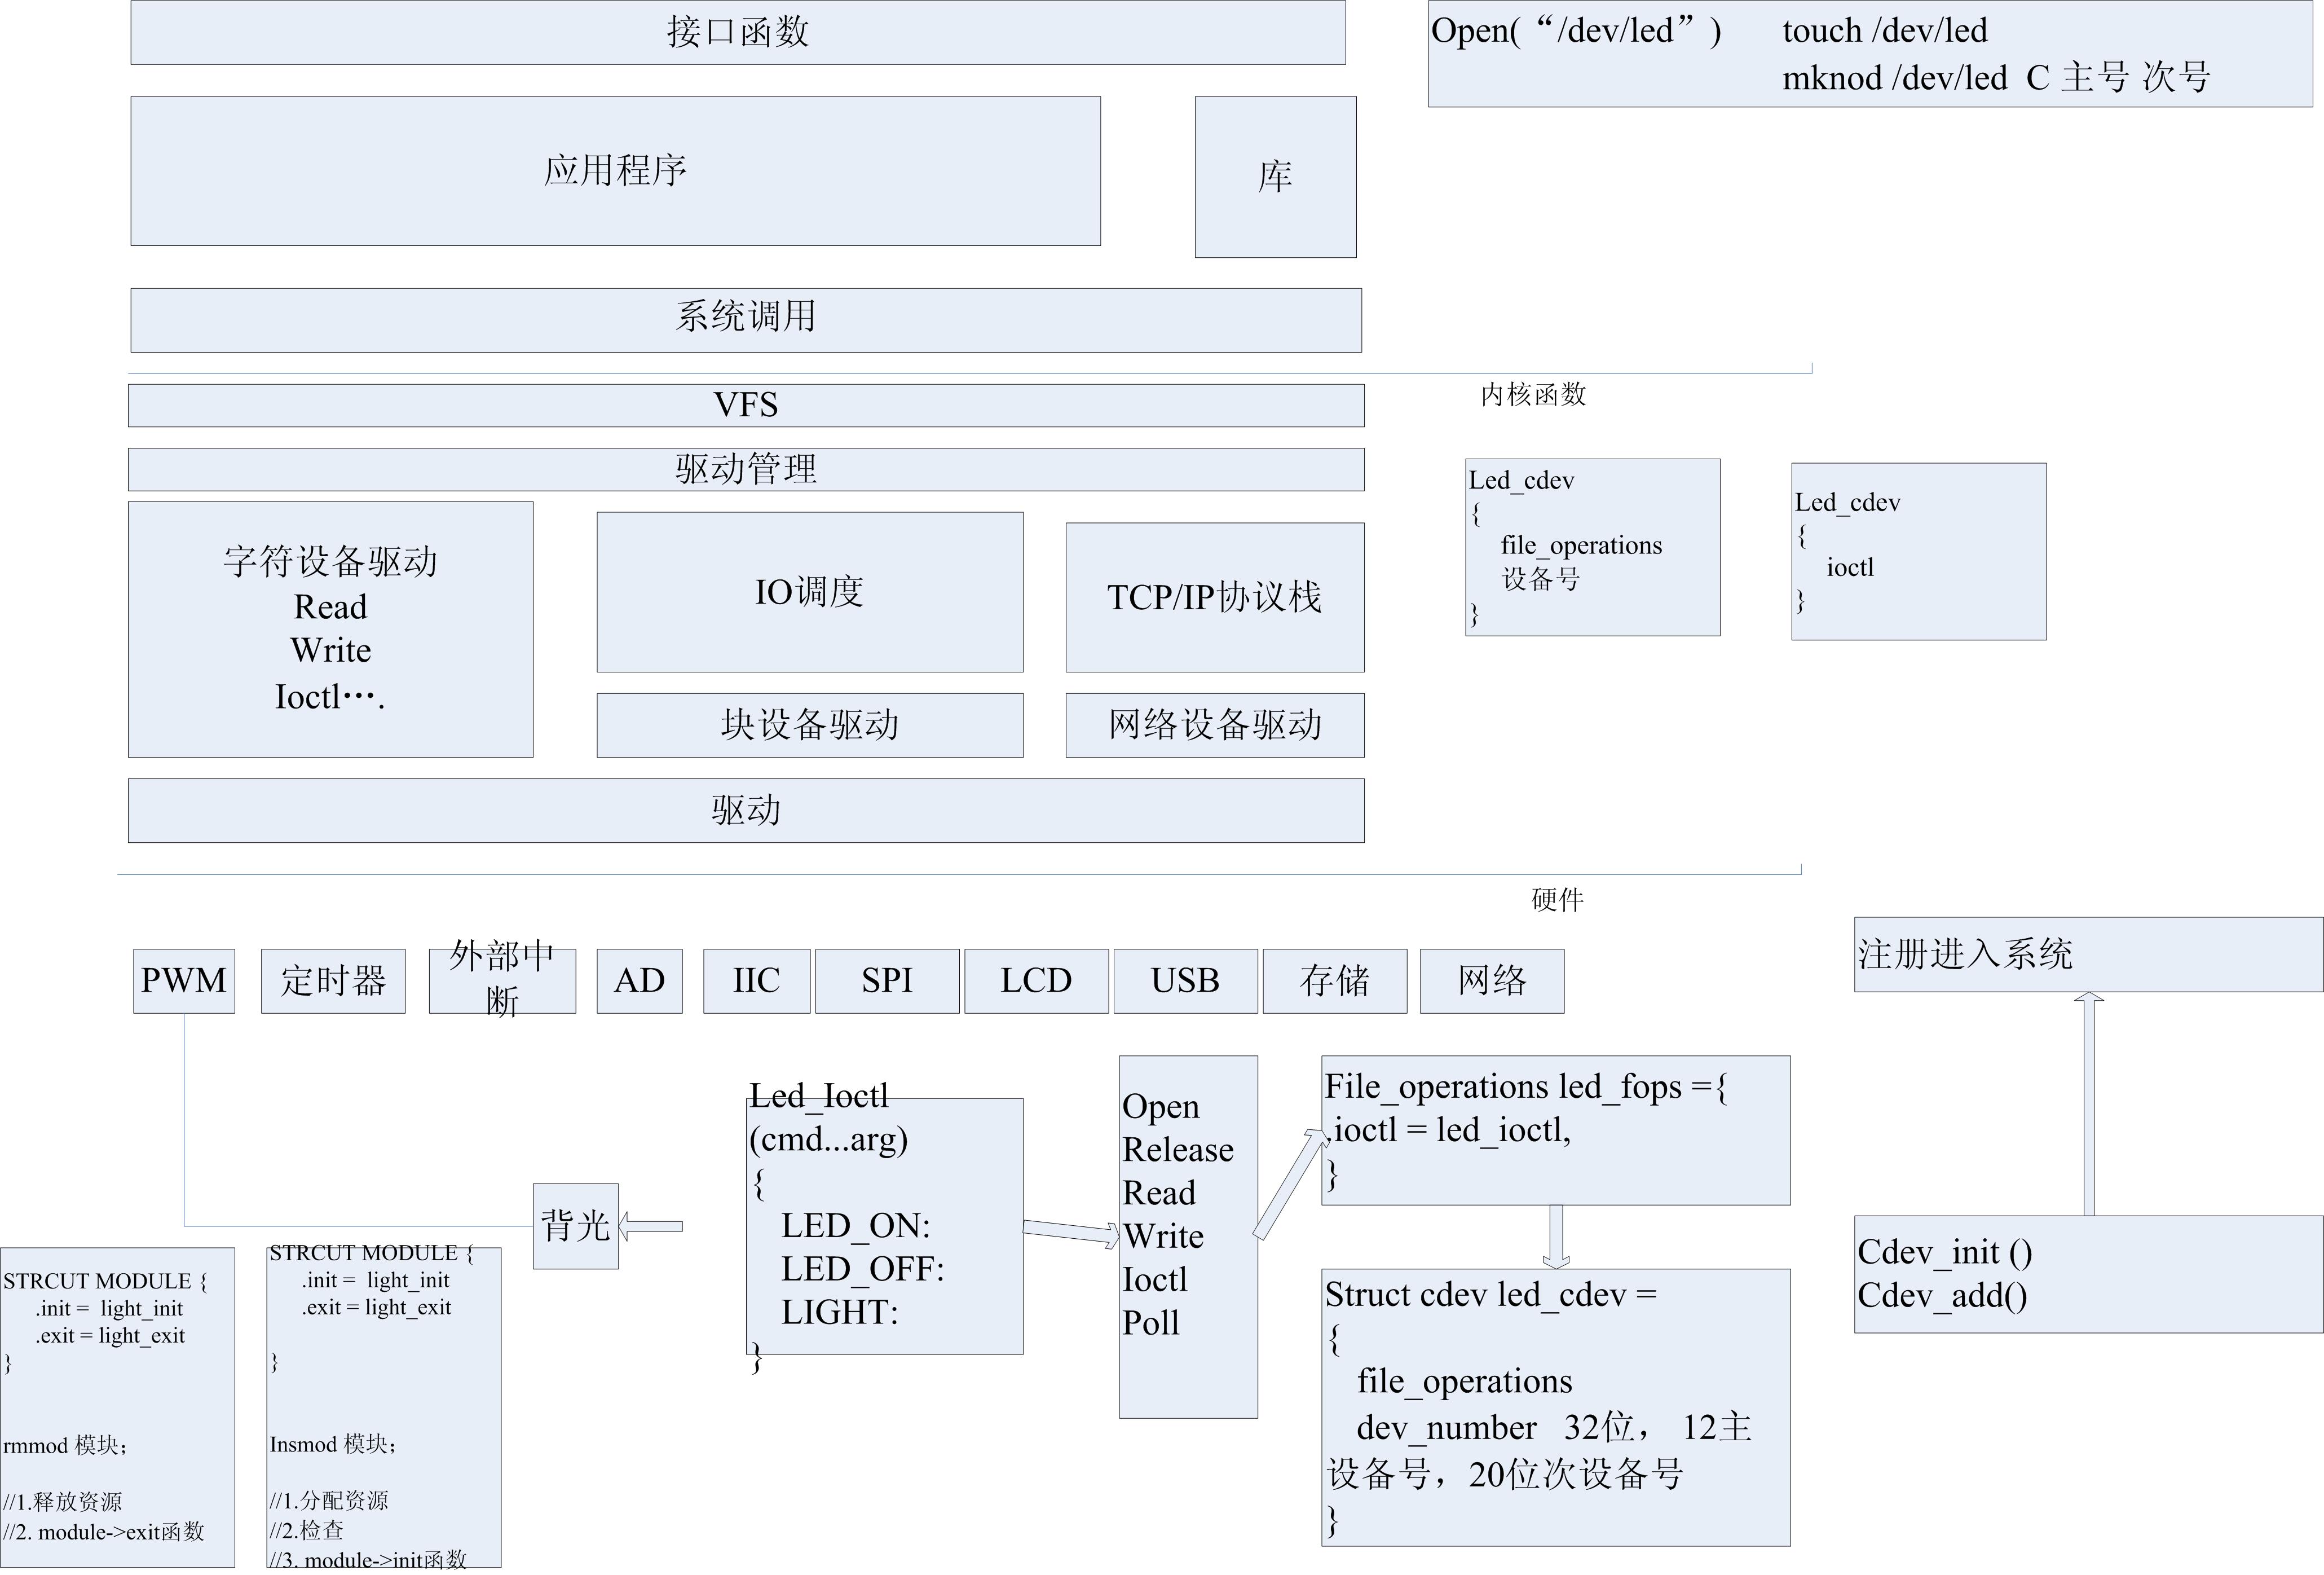 接口函数
Open(“/dev/led”) touch /dev/led
mknod /dev/led C 主号 次号
应用程序
库
系统调用
内核函数
VFS
驱动管理
字符设备驱动
Read
Write
Ioctl….
IO调度
TCP/IP协议栈
块设备驱动
网络设备驱动
Led_cdev
{
file_operations
设备号
}
Led_cdev
{
ioctl
}
驱动
硬件
PWM
定时器
外部中
断
AD
IIC
SPI
LCD
USB
存储
网络
注册进入系统
背光
Led_Ioctl
(cmd...arg)
{
LED_ON:
LED_OFF:
LIGHT:
}
Open
Release
Read
Write
Ioctl
Poll
File_operations led_fops ={
.ioctl = led_ioctl,
}
Struct cdev led_cdev =
{
file_operations
dev_number 32位， 12主
设备号，20位次设备号
}
Cdev_init ()
Cdev_add()
STRCUT MODULE {
.init = light_init
.exit = light_exit
}
rmmod 模块；
//1.释放资源
//2. module->exit函数
STRCUT MODULE {
.init = light_init
.exit = light_exit
}
Insmod 模块；
//1.分配资源
//2.检查
//3. module->init函数